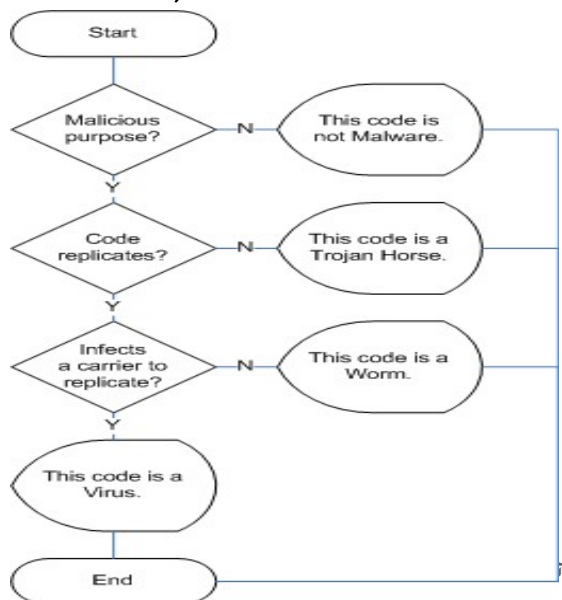 Start
Malicious
purpose?
N
This code is
not Malware.
Y
Code
replicates?
N
This code is a
Trojan Horse.
Y
Infects
a carrier to
replicate?
N
This code is a
Worm.
Y
This code is a
Virus.
End